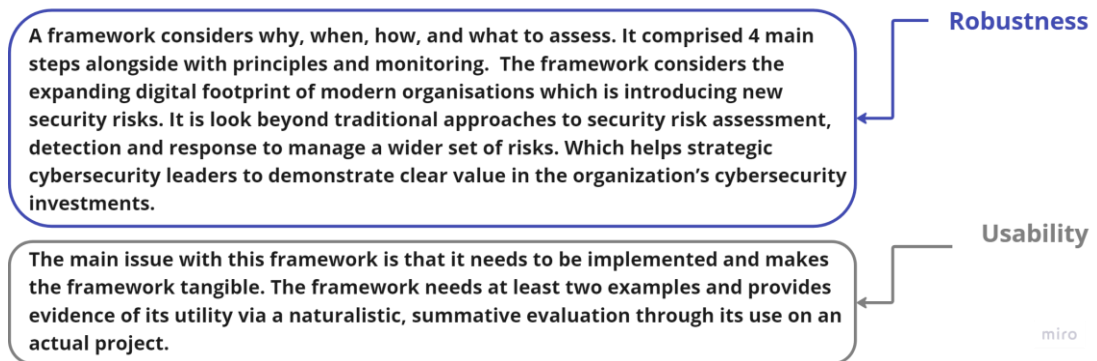 Robustness
A framework considers why, when, how, and what to assess. It comprised 4 main
steps alongside with principles and monitoring. The framework considers the
expanding digital footprint of modern organisations which is introducing new
security risks. It is look beyond traditional approaches to security risk assessment,
detection and response to manage a wider set of risks. Which helps strategic
cybersecurity leaders to demonstrate clear value in the organization's cybersecurity
investments.
Usability
The main issue with this framework is that it needs to be implemented and makes
the framework tangible. The framework needs at least two examples and provides
evidence of its utility via a naturalistic, summative evaluation through its use on an
actual project.
miro